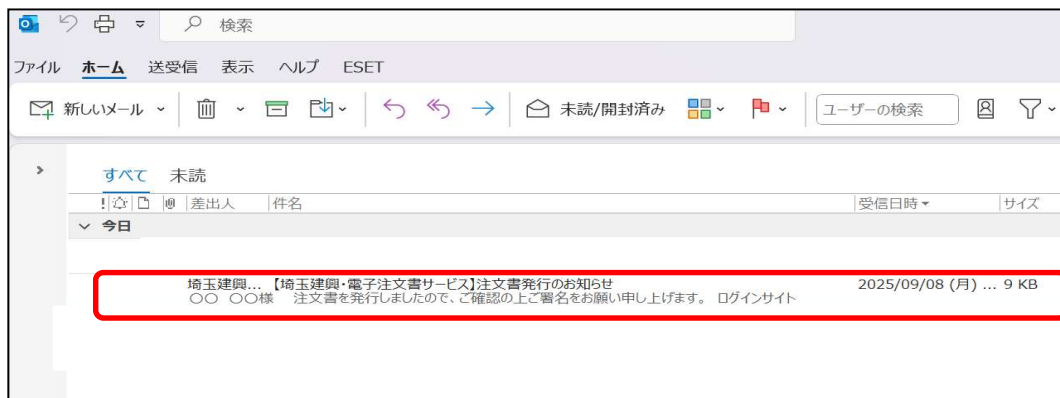 検索
ファイル ホーム 送受信 表示 ヘルプ ESET
新しいメール 未読/開封済み ユーザーの検索
すべて 未読
! 差出人 件名 受信日時 サイズ
今日
埼玉建興... 【埼玉建興・電子注文書サービス】注文書発行のお知らせ 2025/09/08 (月) ... 9 KB
〇〇 〇〇様 注文書を発行しましたので、ご確認の上ご署名をお願い申し上げます。 ログインサイト